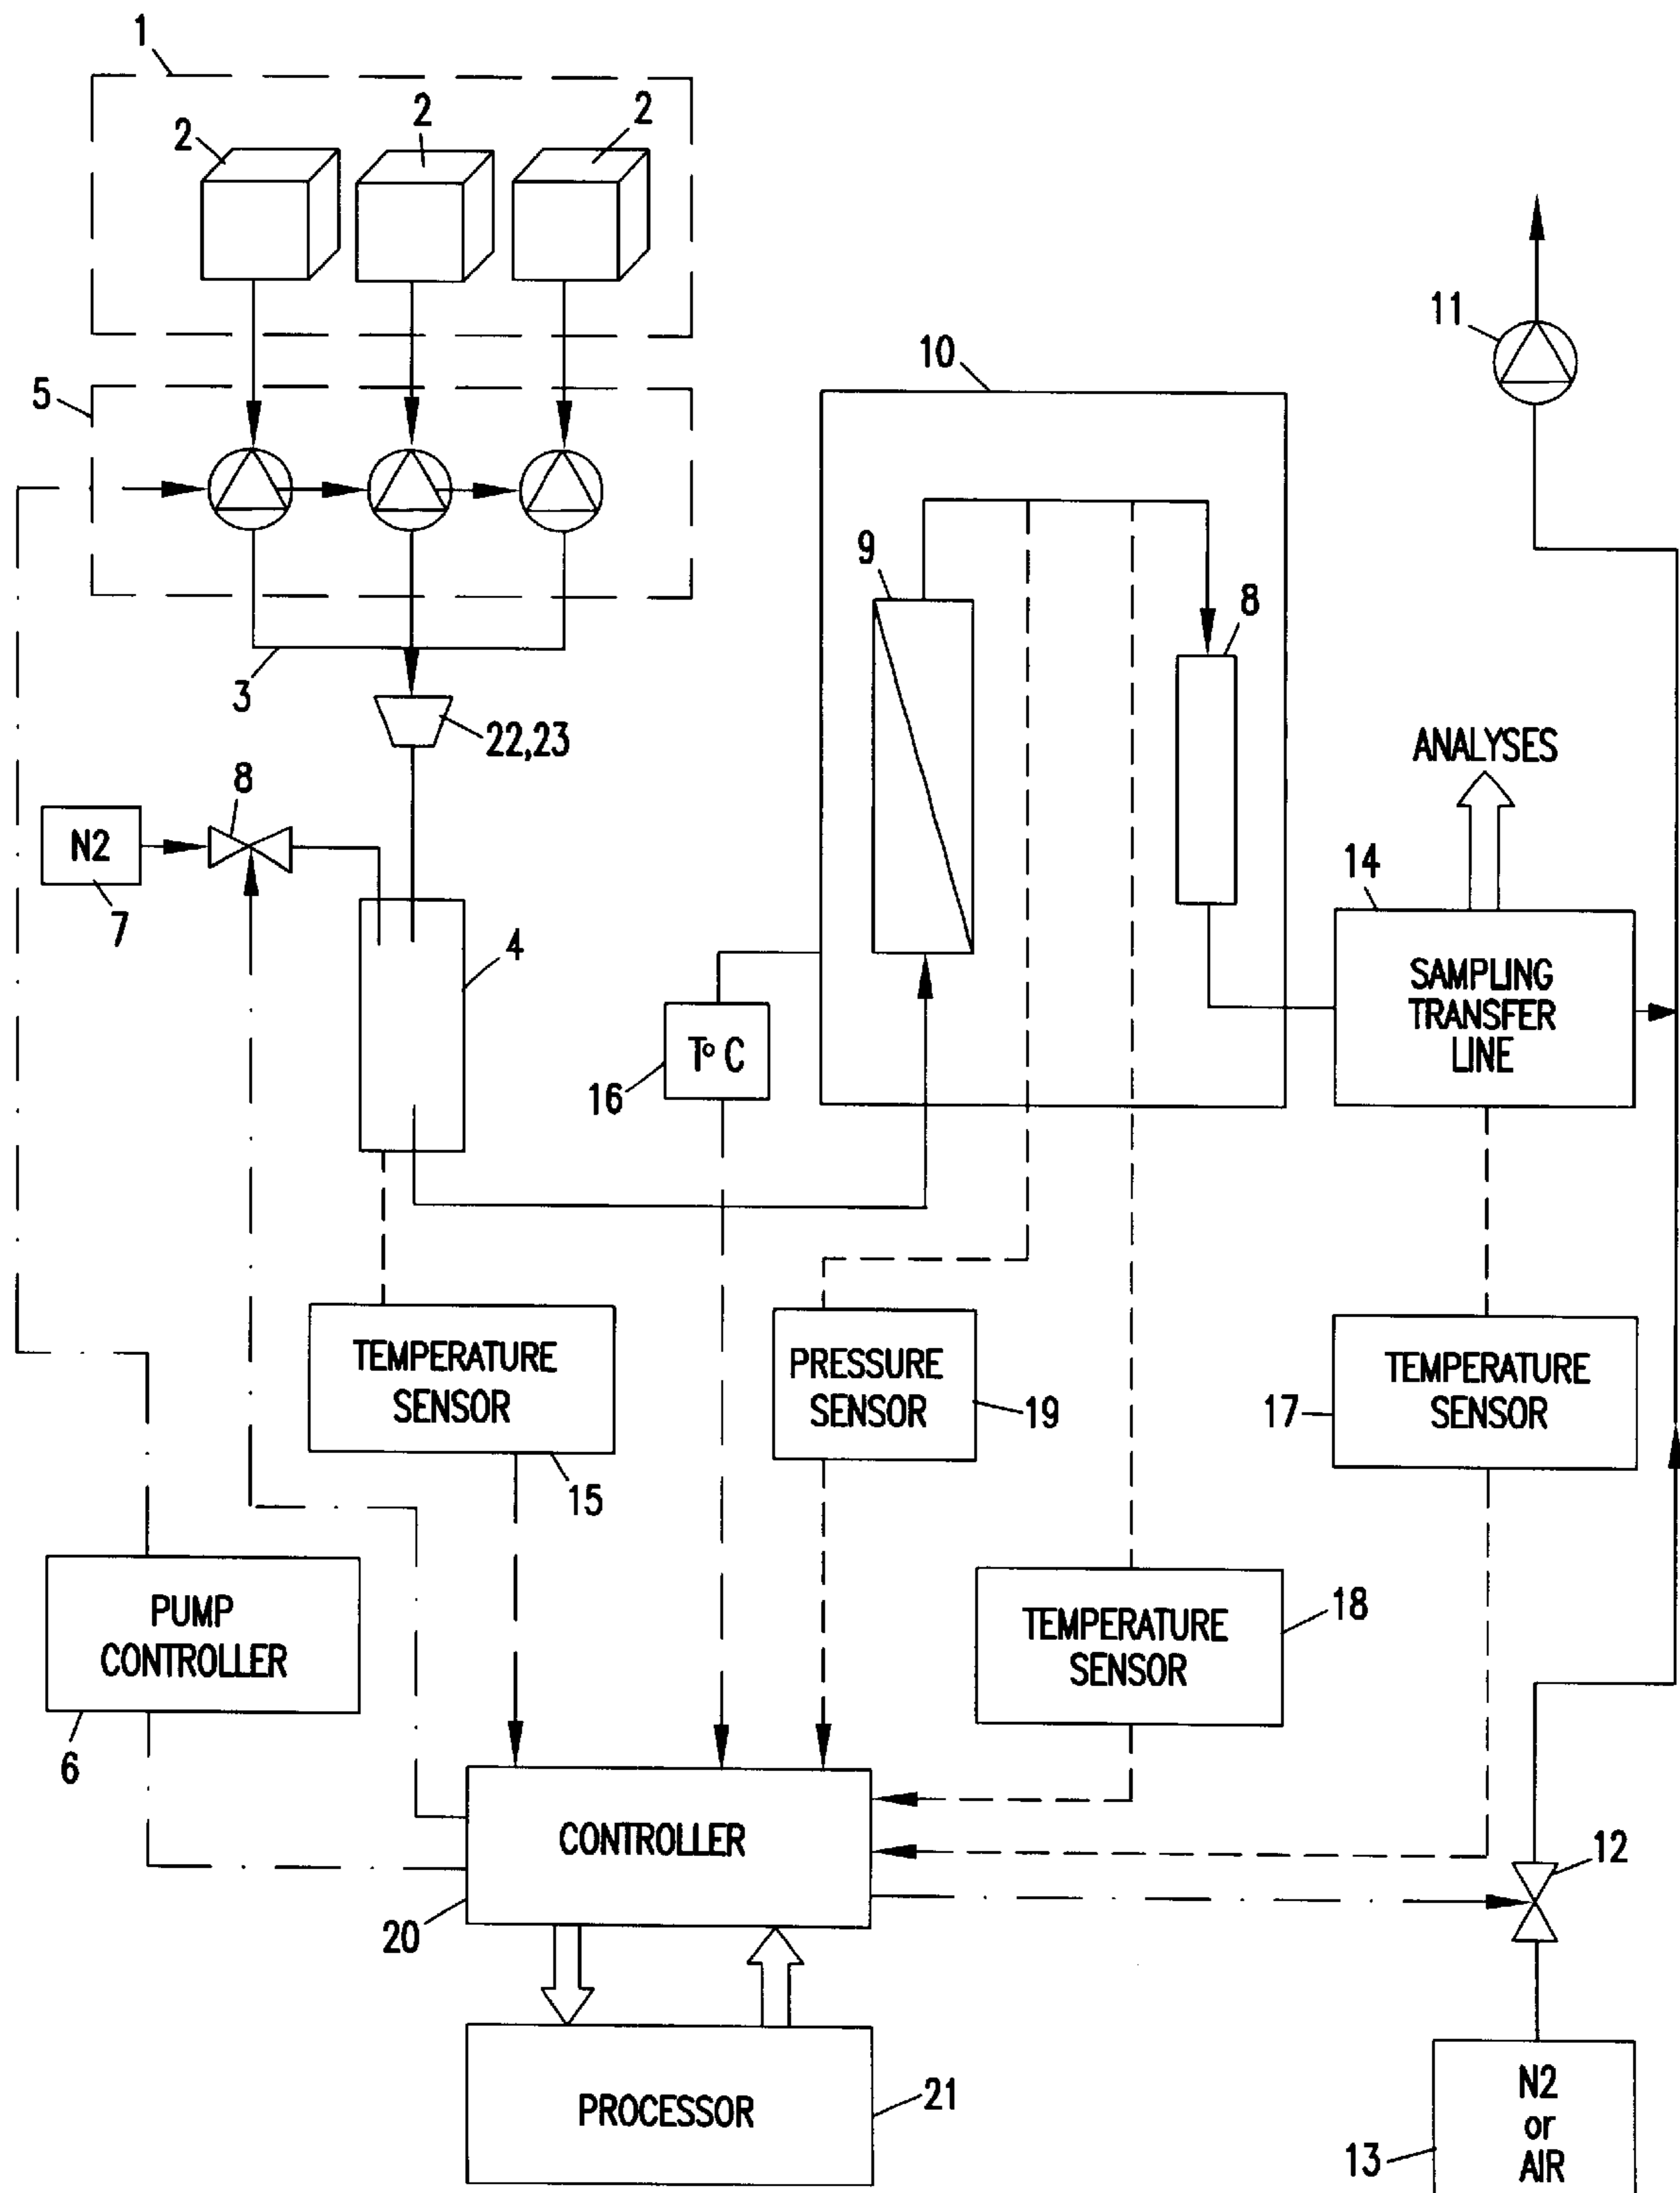 1
2
2
2
5
11
10
9
8
3
22,23
8
N2
7
4
ANALYSES
14
SAMPLING
TRANSFER
LINE
T° C
16
TEMPERATURE
SENSOR
15
PRESSURE
SENSOR
19
TEMPERATURE
SENSOR
17
PUMP
CONTROLLER
6
TEMPERATURE
SENSOR
18
CONTROLLER
20
12
PROCESSOR
21
N2
or
AIR
13